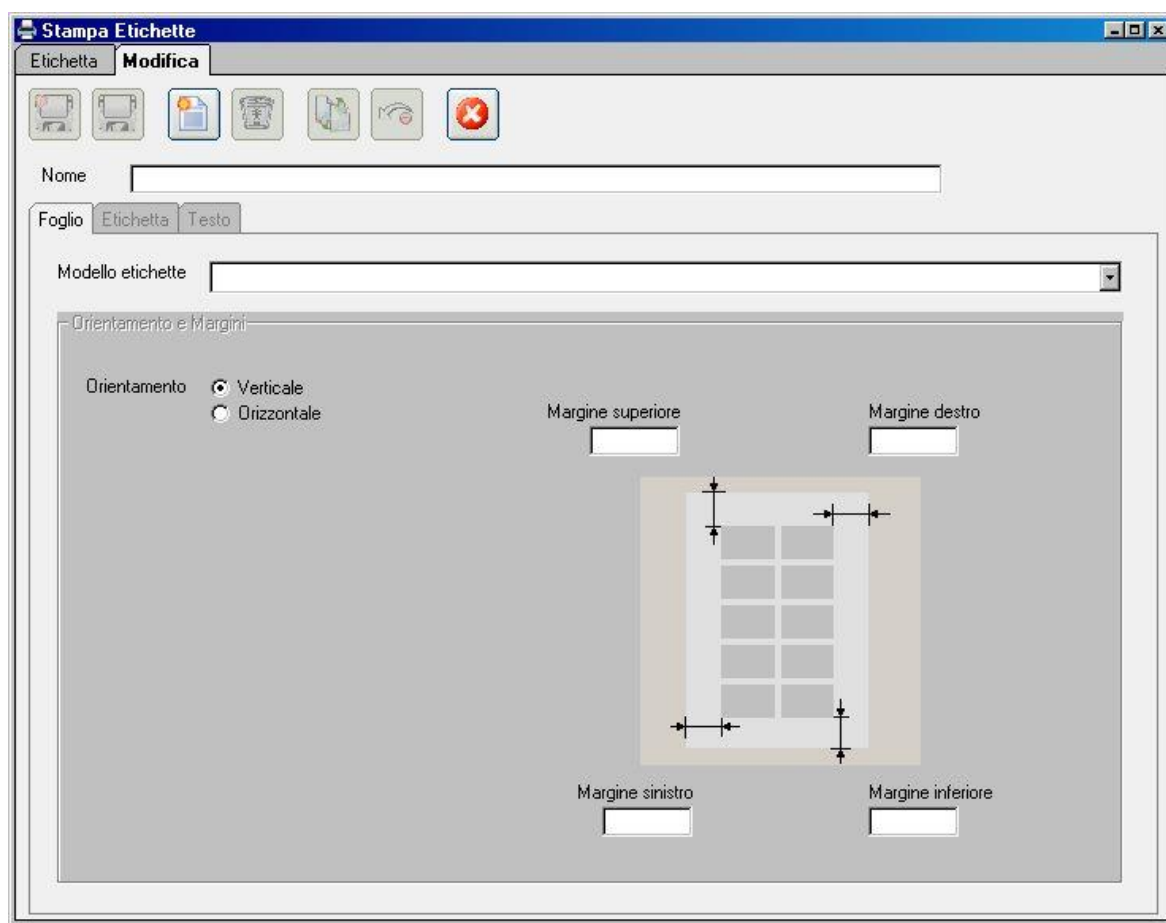 Stampa Etichette
Etichetta Modifica
Nome
Foglio Etichetta Testo
Modello etichette
Orientamento e Margini
Orientamento Verticale
Orizzontale
Margine superiore Margine destro
Margine sinistro Margine inferiore